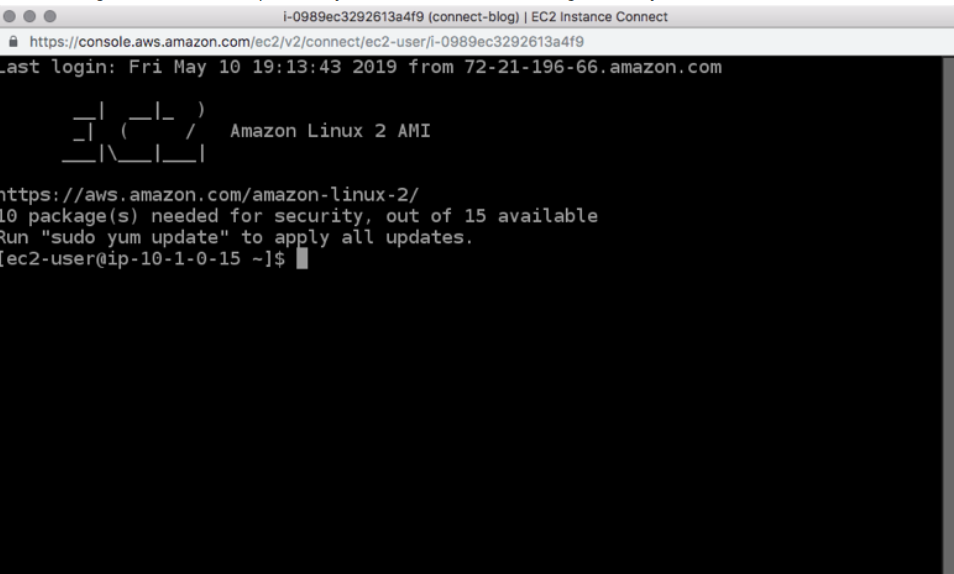 i-0989ec3292613a4f9 (connect-blog) | EC2 Instance Connect
https://console.aws.amazon.com/ec2/v2/connect/ec2-user/i-0989ec3292613a4f9
Last login: Fri May 10 19:13:43 2019 from 72-21-196-66.amazon.com
       __|  __|_  )
       _|  (     /   Amazon Linux 2 AMI
      ___|\___|___|
https://aws.amazon.com/amazon-linux-2/
10 package(s) needed for security, out of 15 available
Run "sudo yum update" to apply all updates.
[ec2-user@ip-10-1-0-15 ~]$